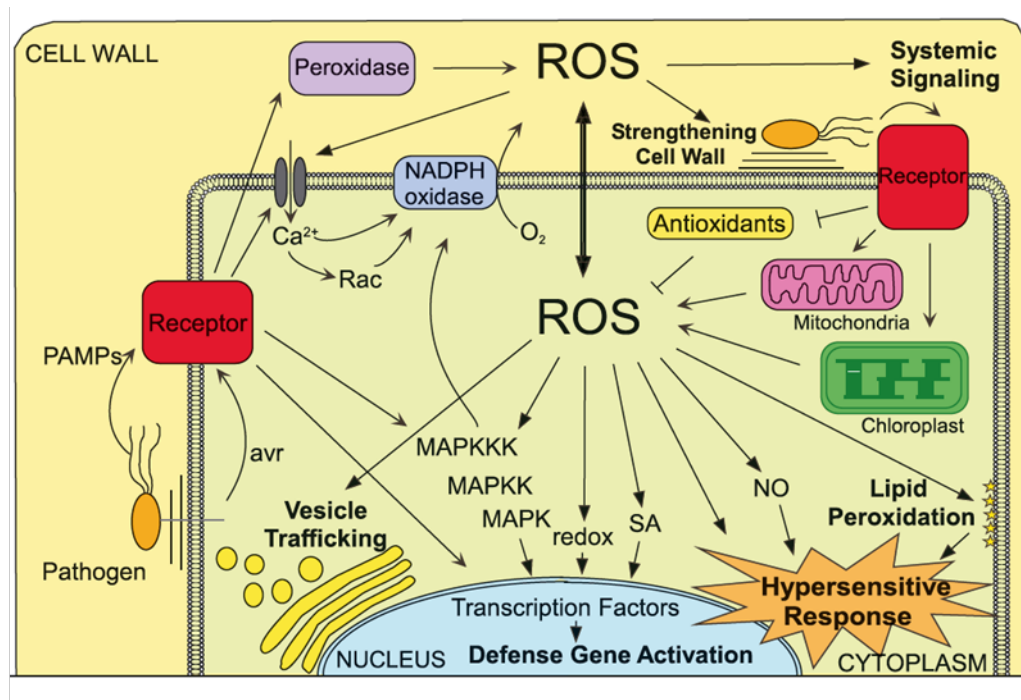 CELL WALL
Peroxidase
ROS
Systemic
Signaling
Strengthening
Cell Wall
Receptor
NADPH
oxidase
Antioxidants
Ca²⁺
O₂
Rac
Mitochondria
ROS
Receptor
PAMPs
Chloroplast
avr
MAPKKK
MAPKK
MAPK
redox
SA
NO
Lipid
Peroxidation
Vesicle
Trafficking
Pathogen
Hypersensitive
Response
Transcription Factors
NUCLEUS
Defense Gene Activation
CYTOPLASM